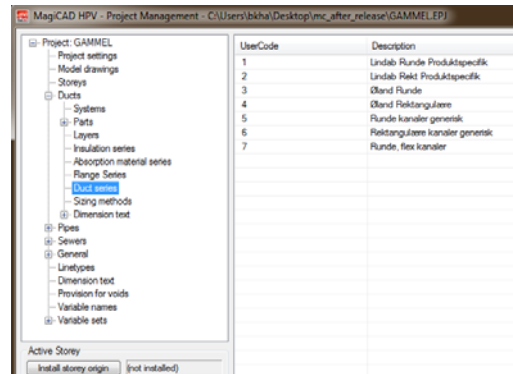 MagiCAD HPV - Project Management - C:\Users\bkha\Desktop\mc_after_release\GAMMEL.EPJ
Project: GAMMEL
Project settings
Model drawings
Storeys
Ducts
Systems
Parts
Layers
Insulation series
Absorption material series
Range Series
Duct series
Sizing methods
Dimension text
Pipes
Sewers
General
Linetypes
Dimension text
Provision for voids
Variable names
Variable sets
Active Storey
Install storey origin (not installed)
UserCode Description
1 Lindab Runde Produktspecifik
2 Lindab Rekt Produktspecifik
3 Øland Runde
4 Øland Rektangulære
5 Runde kanaler generisk
6 Rektangulære kanaler generisk
7 Runde, flex kanaler